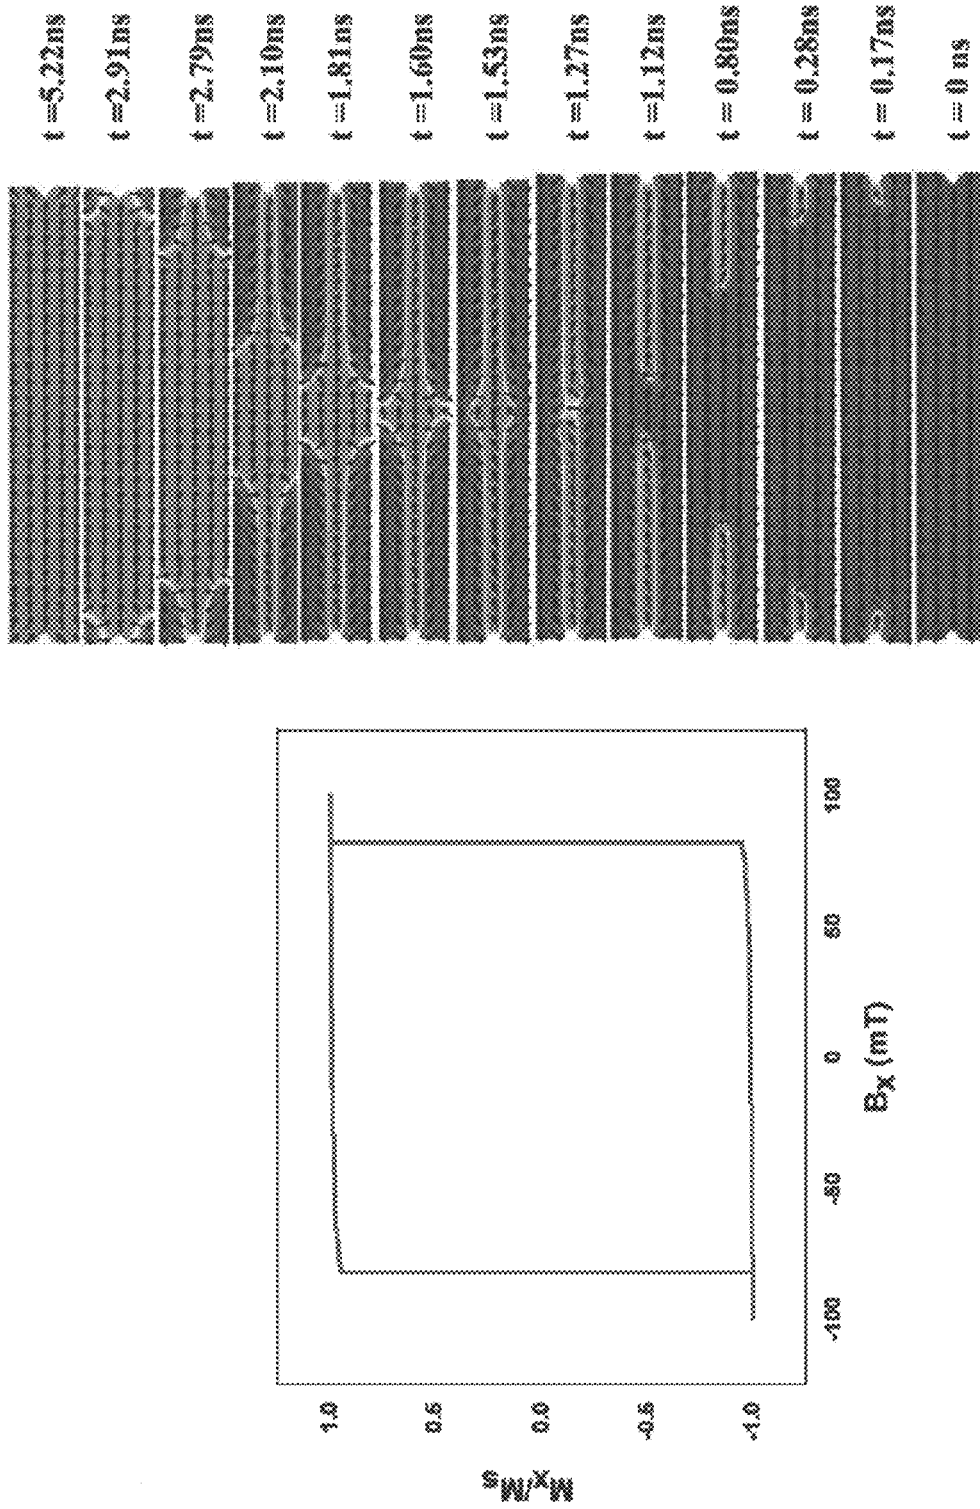 t =5.22ns
t =2.91ns
t =2.79ns
t =2.10ns
t =1.81ns
t =1.60ns
t =1.53ns
t =1.27ns
t =1.12ns
t = 0.80ns
t = 0.28ns
t = 0.17ns
t = 0 ns
Mx/Ms
1.0
0.5
0.0
-0.5
-1.0
-100
-50
0
50
100
Bx (mT)